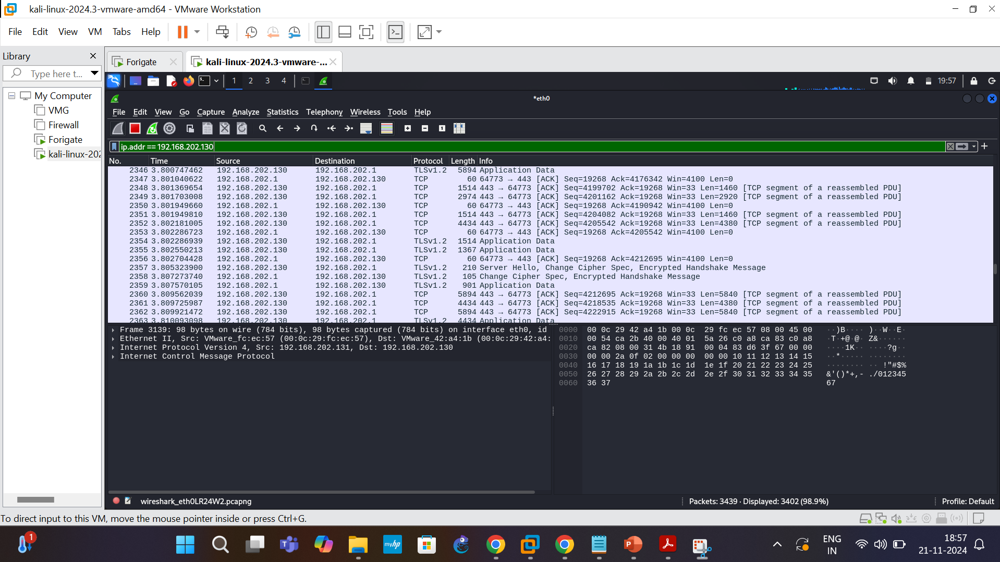 kali-linux-2024.3-vmware-amd64 - VMware Workstation
File Edit View VM Tabs Help
Library
Type here t...
My Computer
VMG
Firewall
Forigate
kali-linux-202
Forigate
kali-linux-2024.3-vmware-...
1 2 3 4
19:57
*eth0
File Edit View Go Capture Analyze Statistics Telephony Wireless Tools Help
ip.addr == 192.168.202.130
No. Time Source Destination Protocol Length Info
2346 3.800747462 192.168.202.130 192.168.202.1 TLSv1.2 5894 Application Data
2347 3.801040622 192.168.202.1 192.168.202.130 TCP 60 64773 → 443 [ACK] Seq=19268 Ack=4176342 Win=4100 Len=0
2348 3.801369654 192.168.202.130 192.168.202.1 TCP 1514 443 → 64773 [ACK] Seq=4199702 Ack=19268 Win=33 Len=1460 [TCP segment of a reassembled PDU]
2349 3.801703008 192.168.202.130 192.168.202.1 TCP 2974 443 → 64773 [ACK] Seq=4201162 Ack=19268 Win=33 Len=2920 [TCP segment of a reassembled PDU]
2350 3.801949660 192.168.202.1 192.168.202.130 TCP 60 64773 → 443 [ACK] Seq=19268 Ack=4190942 Win=4100 Len=0
2351 3.801949810 192.168.202.130 192.168.202.1 TCP 1514 443 → 64773 [ACK] Seq=4204082 Ack=19268 Win=33 Len=1460 [TCP segment of a reassembled PDU]
2352 3.802181005 192.168.202.130 192.168.202.1 TCP 4434 443 → 64773 [ACK] Seq=4205542 Ack=19268 Win=33 Len=4380 [TCP segment of a reassembled PDU]
2353 3.802286723 192.168.202.1 192.168.202.130 TCP 60 64773 → 443 [ACK] Seq=19268 Ack=4205542 Win=4100 Len=0
2354 3.802286939 192.168.202.130 192.168.202.1 TLSv1.2 1514 Application Data
2355 3.802550213 192.168.202.130 192.168.202.1 TLSv1.2 1367 Application Data
2356 3.802704428 192.168.202.1 192.168.202.130 TCP 60 64773 → 443 [ACK] Seq=19268 Ack=4212695 Win=4100 Len=0
2357 3.805323900 192.168.202.130 192.168.202.1 TLSv1.2 210 Server Hello, Change Cipher Spec, Encrypted Handshake Message
2358 3.807273740 192.168.202.1 192.168.202.130 TLSv1.2 105 Change Cipher Spec, Encrypted Handshake Message
2359 3.807570105 192.168.202.1 192.168.202.130 TLSv1.2 901 Application Data
2360 3.809562039 192.168.202.130 192.168.202.1 TCP 5894 443 → 64773 [ACK] Seq=4212695 Ack=19268 Win=33 Len=5840 [TCP segment of a reassembled PDU]
2361 3.809725987 192.168.202.130 192.168.202.1 TCP 4434 443 → 64773 [ACK] Seq=4218535 Ack=19268 Win=33 Len=4380 [TCP segment of a reassembled PDU]
2362 3.809921472 192.168.202.130 192.168.202.1 TCP 5894 443 → 64773 [ACK] Seq=4222915 Ack=19268 Win=33 Len=5840 [TCP segment of a reassembled PDU]
2363 3.810093098 192.168.202.130 192.168.202.1 TLSv1.2 4434 Application Data
Frame 3139: 98 bytes on wire (784 bits), 98 bytes captured (784 bits) on interface eth0, id
Ethernet II, Src: VMware_fc:ec:57 (00:0c:29:fc:ec:57), Dst: VMware_42:a4:1b (00:0c:29:42:a4:
Internet Protocol Version 4, Src: 192.168.202.131, Dst: 192.168.202.130
Internet Control Message Protocol
0000 00 0c 29 42 a4 1b 00 0c 29 fc ec 57 08 00 45 00 ··)B···· )··W··E·
0010 00 54 ca 2b 40 00 40 01 5a 26 c0 a8 ca 83 c0 a8 ·T·+@·@· Z&······
0020 ca 82 08 00 31 4b 18 91 00 04 83 d6 3f 67 00 00 ····1K·· ····?g··
0030 00 00 2a 0f 02 00 00 00 00 00 10 11 12 13 14 15 ··*····· ········
0040 16 17 18 19 1a 1b 1c 1d 1e 1f 20 21 22 23 24 25 ········ ·· !"#$%
0050 26 27 28 29 2a 2b 2c 2d 2e 2f 30 31 32 33 34 35 &'()*+,- ./012345
0060 36 37 67
wireshark_eth0LR24W2.pcapng
Packets: 3439 · Displayed: 3402 (98.9%)
Profile: Default
To direct input to this VM, move the mouse pointer inside or press Ctrl+G.
1
myhp
ENG
IN
18:57
21-11-2024